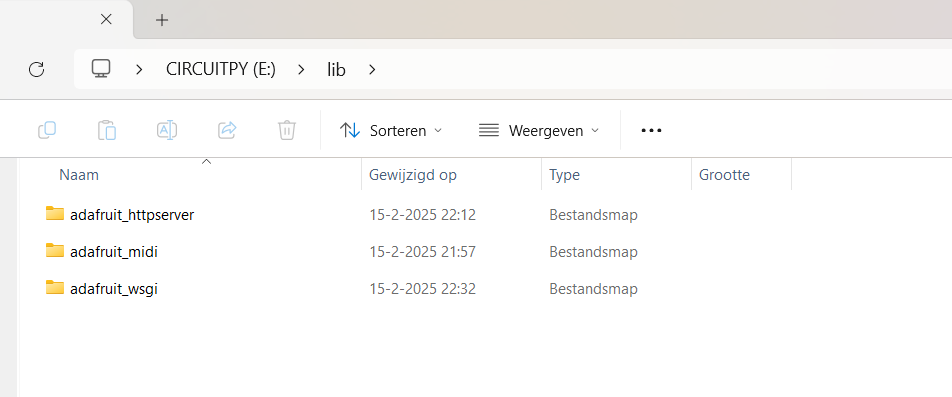 CIRCUITPY (E:) > lib >
Sorteren Weergeven
Naam Gewijzigd op Type Grootte
adafruit_httpserver 15-2-2025 22:12 Bestandsmap
adafruit_midi 15-2-2025 21:57 Bestandsmap
adafruit_wsgi 15-2-2025 22:32 Bestandsmap